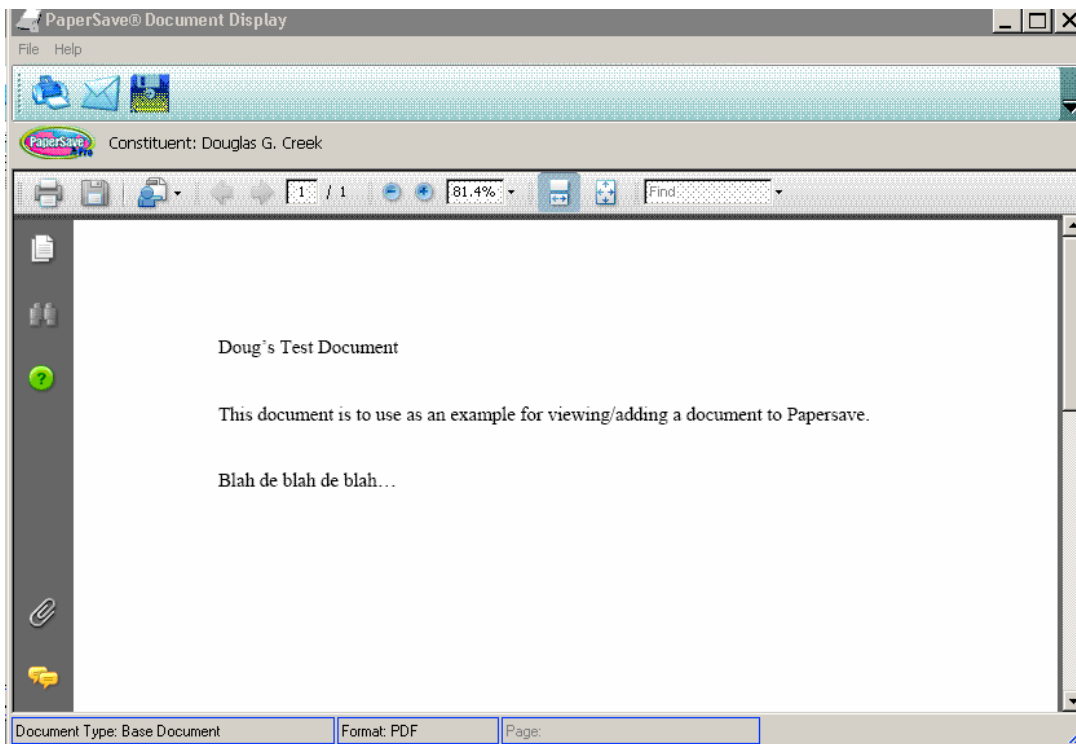 PaperSave® Document Display
File Help
PaperSave Pro Constituent: Douglas G. Creek
1 / 1 81.4% Find
Doug’s Test Document
This document is to use as an example for viewing/adding a document to Papersave.
Blah de blah de blah…
Document Type: Base Document Format: PDF Page: